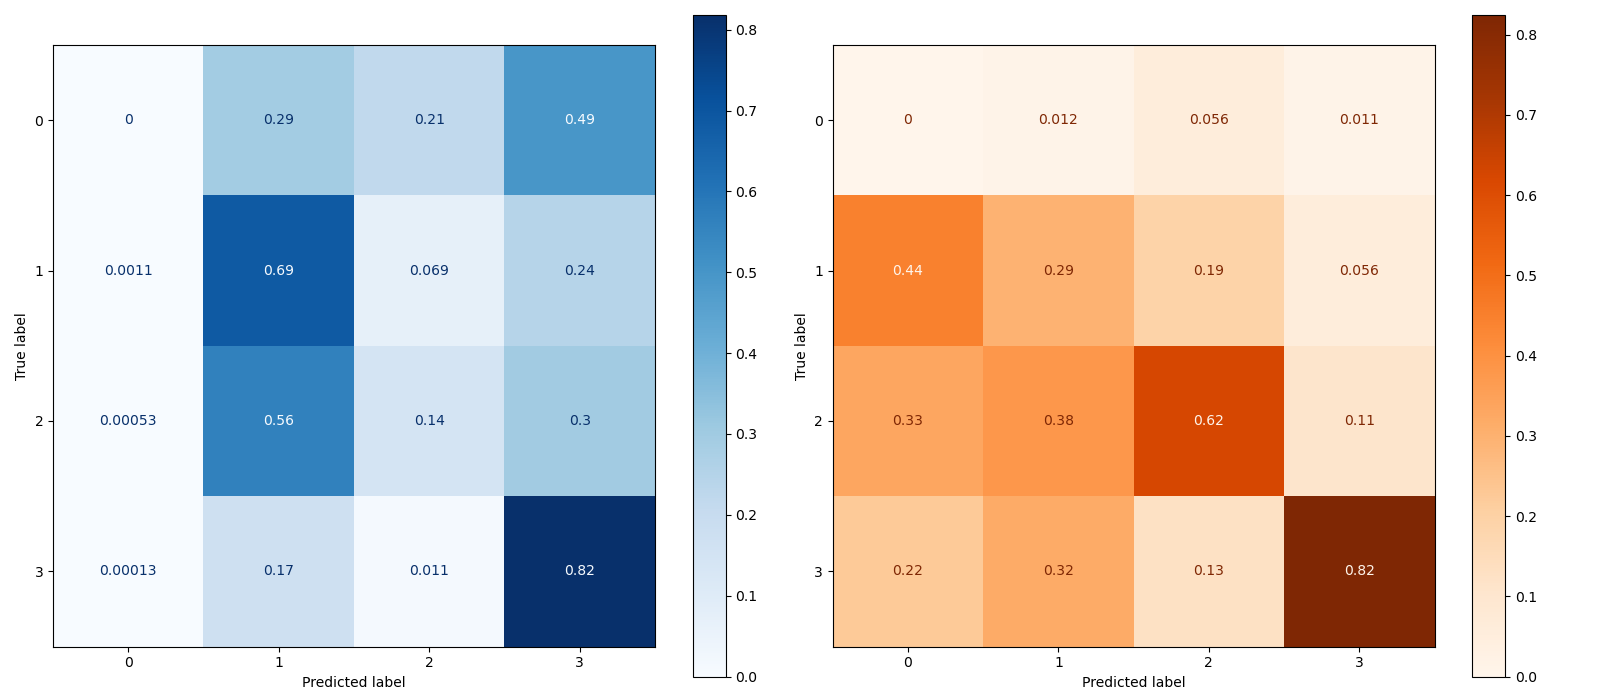 0 0 0.29 0.21 0.49
1 0.0011 0.69 0.069 0.24
2 0.00053 0.56 0.14 0.3
3 0.00013 0.17 0.011 0.82
0 1 2 3
True label
Predicted label
0.8
0.7
0.6
0.5
0.4
0.3
0.2
0.1
0.0
0 0 0.012 0.056 0.011
1 0.44 0.29 0.19 0.056
2 0.33 0.38 0.62 0.11
3 0.22 0.32 0.13 0.82
0 1 2 3
True label
Predicted label
0.8
0.7
0.6
0.5
0.4
0.3
0.2
0.1
0.0